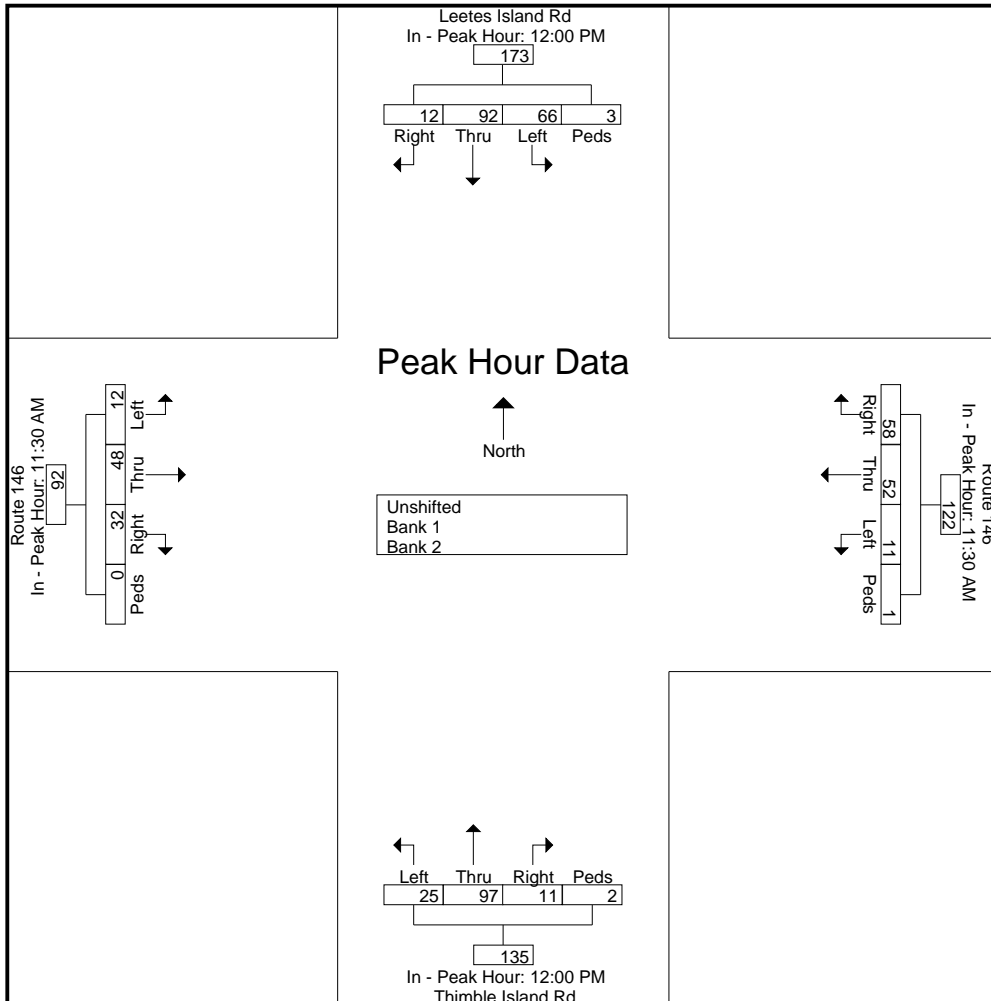 Leetes Island Rd
In - Peak Hour: 12:00 PM
173
12 92 66 3
Right Thru Left Peds
Peak Hour Data
North
Unshifted
Bank 1
Bank 2
Route 146
In - Peak Hour: 11:30 AM
92
12 48 32 0
Left Thru Right Peds
Route 146
In - Peak Hour: 11:30 AM
122
58 52 11 1
Right Thru Left Peds
Left Thru Right Peds
25 97 11 2
135
In - Peak Hour: 12:00 PM
Thimble Island Rd